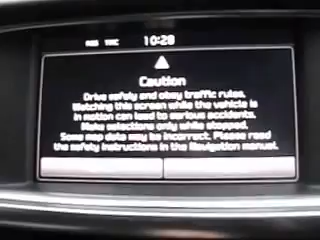 10:29
Caution
Drive safely and obey traffic rules.
Watching this screen while the vehicle is
in motion can lead to serious accidents.
Make selections only while stopped.
Some map data may be incorrect. Please read
the safety instructions in the Navigation manual.